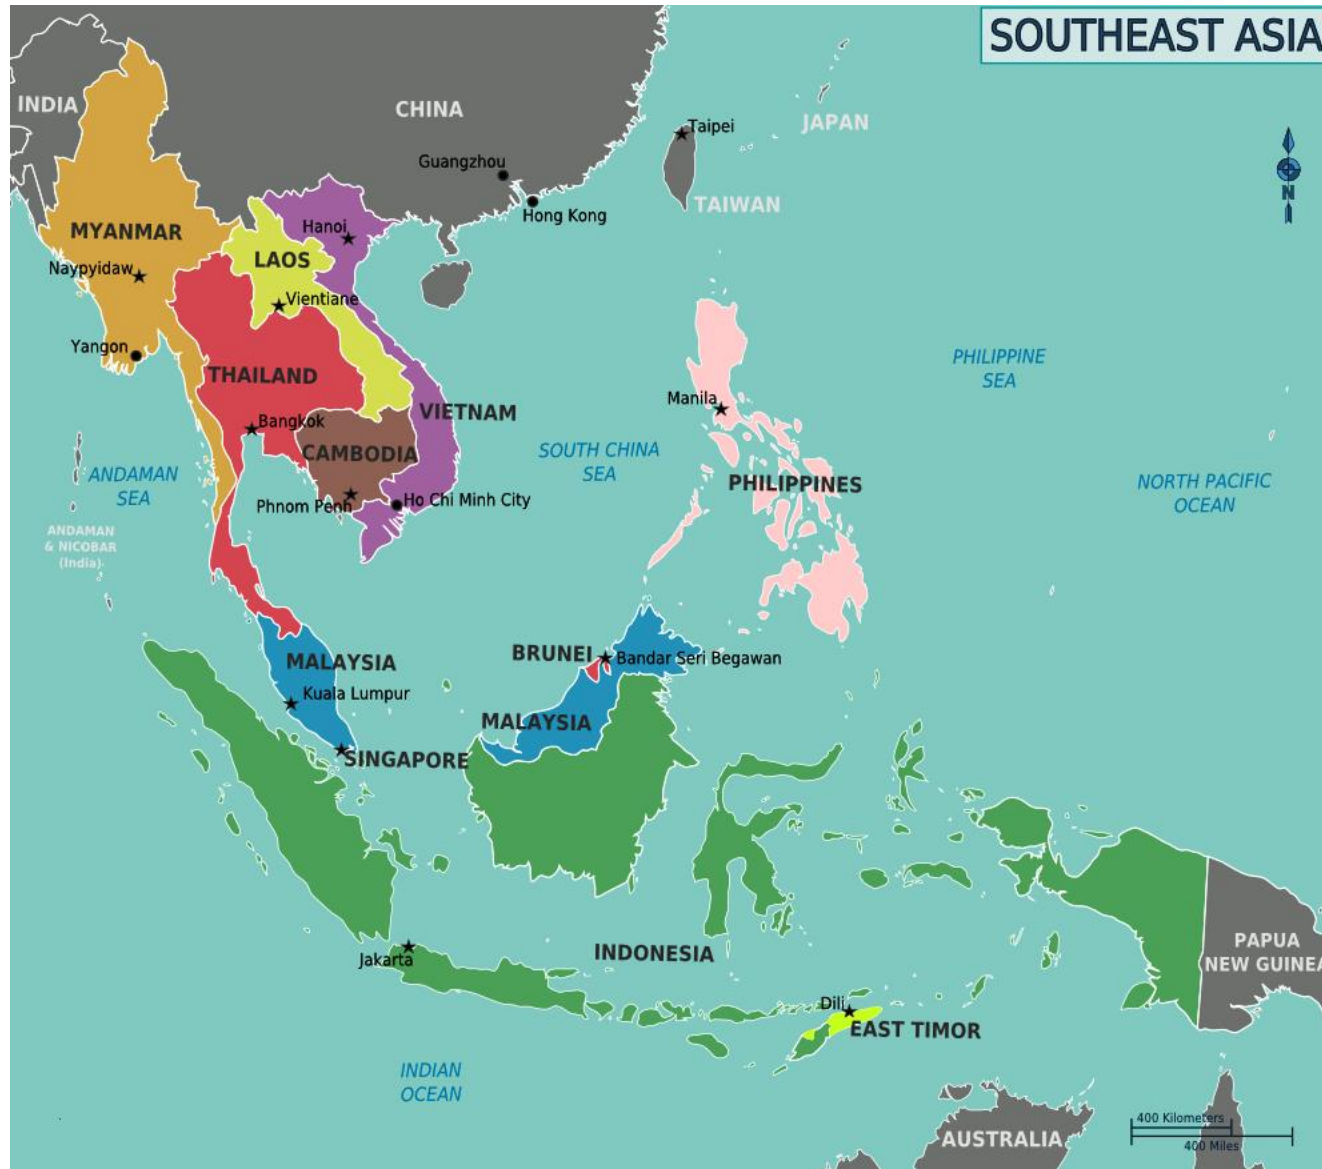 SOUTHEAST ASIA
INDIA
CHINA
JAPAN
Taipei
Guangzhou
TAIWAN
Hong Kong
N
MYANMAR
Hanoi
LAOS
Naypyidaw
Vientiane
Yangon
THAILAND
PHILIPPINE
SEA
Manila
VIETNAM
Bangkok
CAMBODIA
SOUTH CHINA
SEA
ANDAMAN
SEA
PHILIPPINES
NORTH PACIFIC
OCEAN
Phnom Penh
Ho Chi Minh City
ANDAMAN
& NICOBAR
(India)
BRUNEI
Bandar Seri Begawan
MALAYSIA
Kuala Lumpur
MALAYSIA
SINGAPORE
INDONESIA
PAPUA
NEW GUINEA
Jakarta
Dili
EAST TIMOR
INDIAN
OCEAN
AUSTRALIA
400 Kilometers
400 Miles